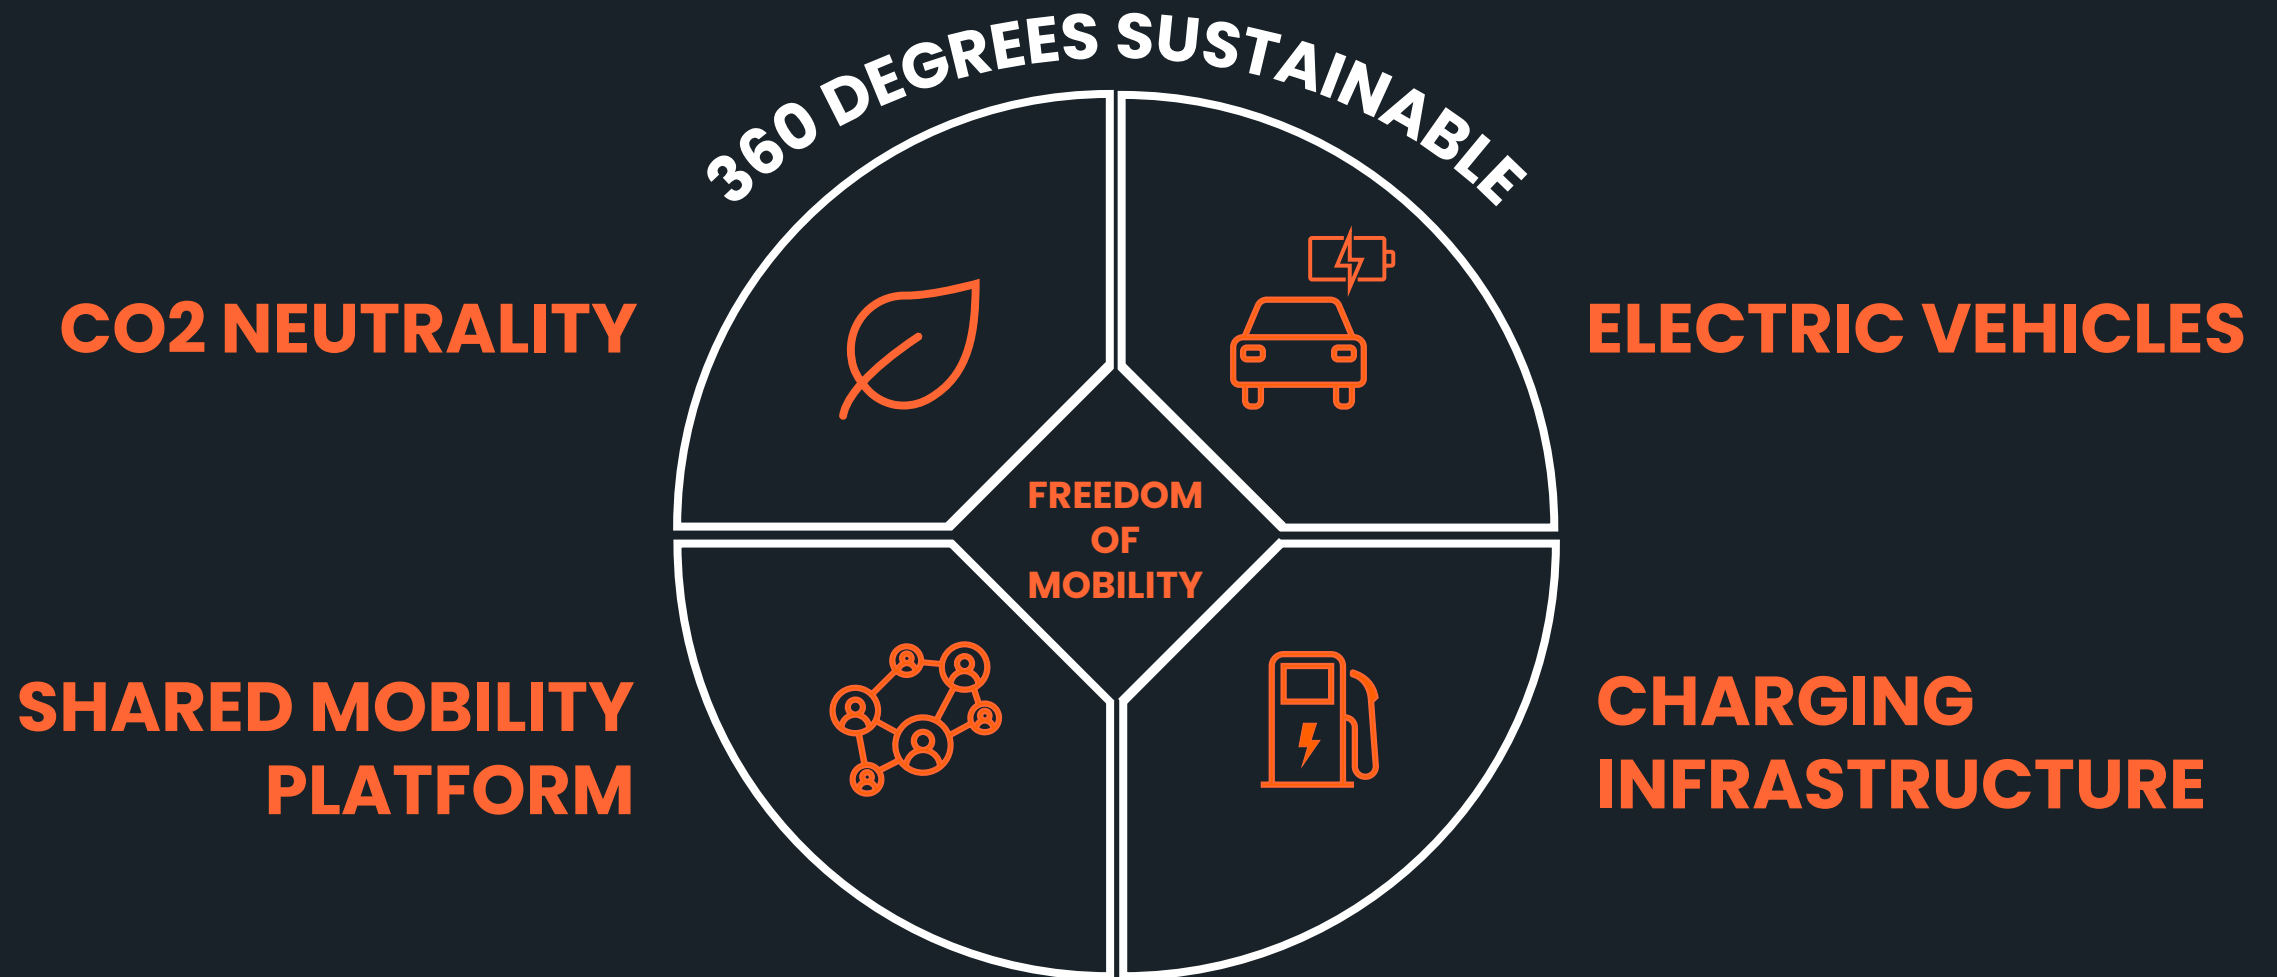 360 DEGREES SUSTAINABLE
CO2 NEUTRALITY
ELECTRIC VEHICLES
FREEDOM
OF
MOBILITY
SHARED MOBILITY
PLATFORM
CHARGING
INFRASTRUCTURE